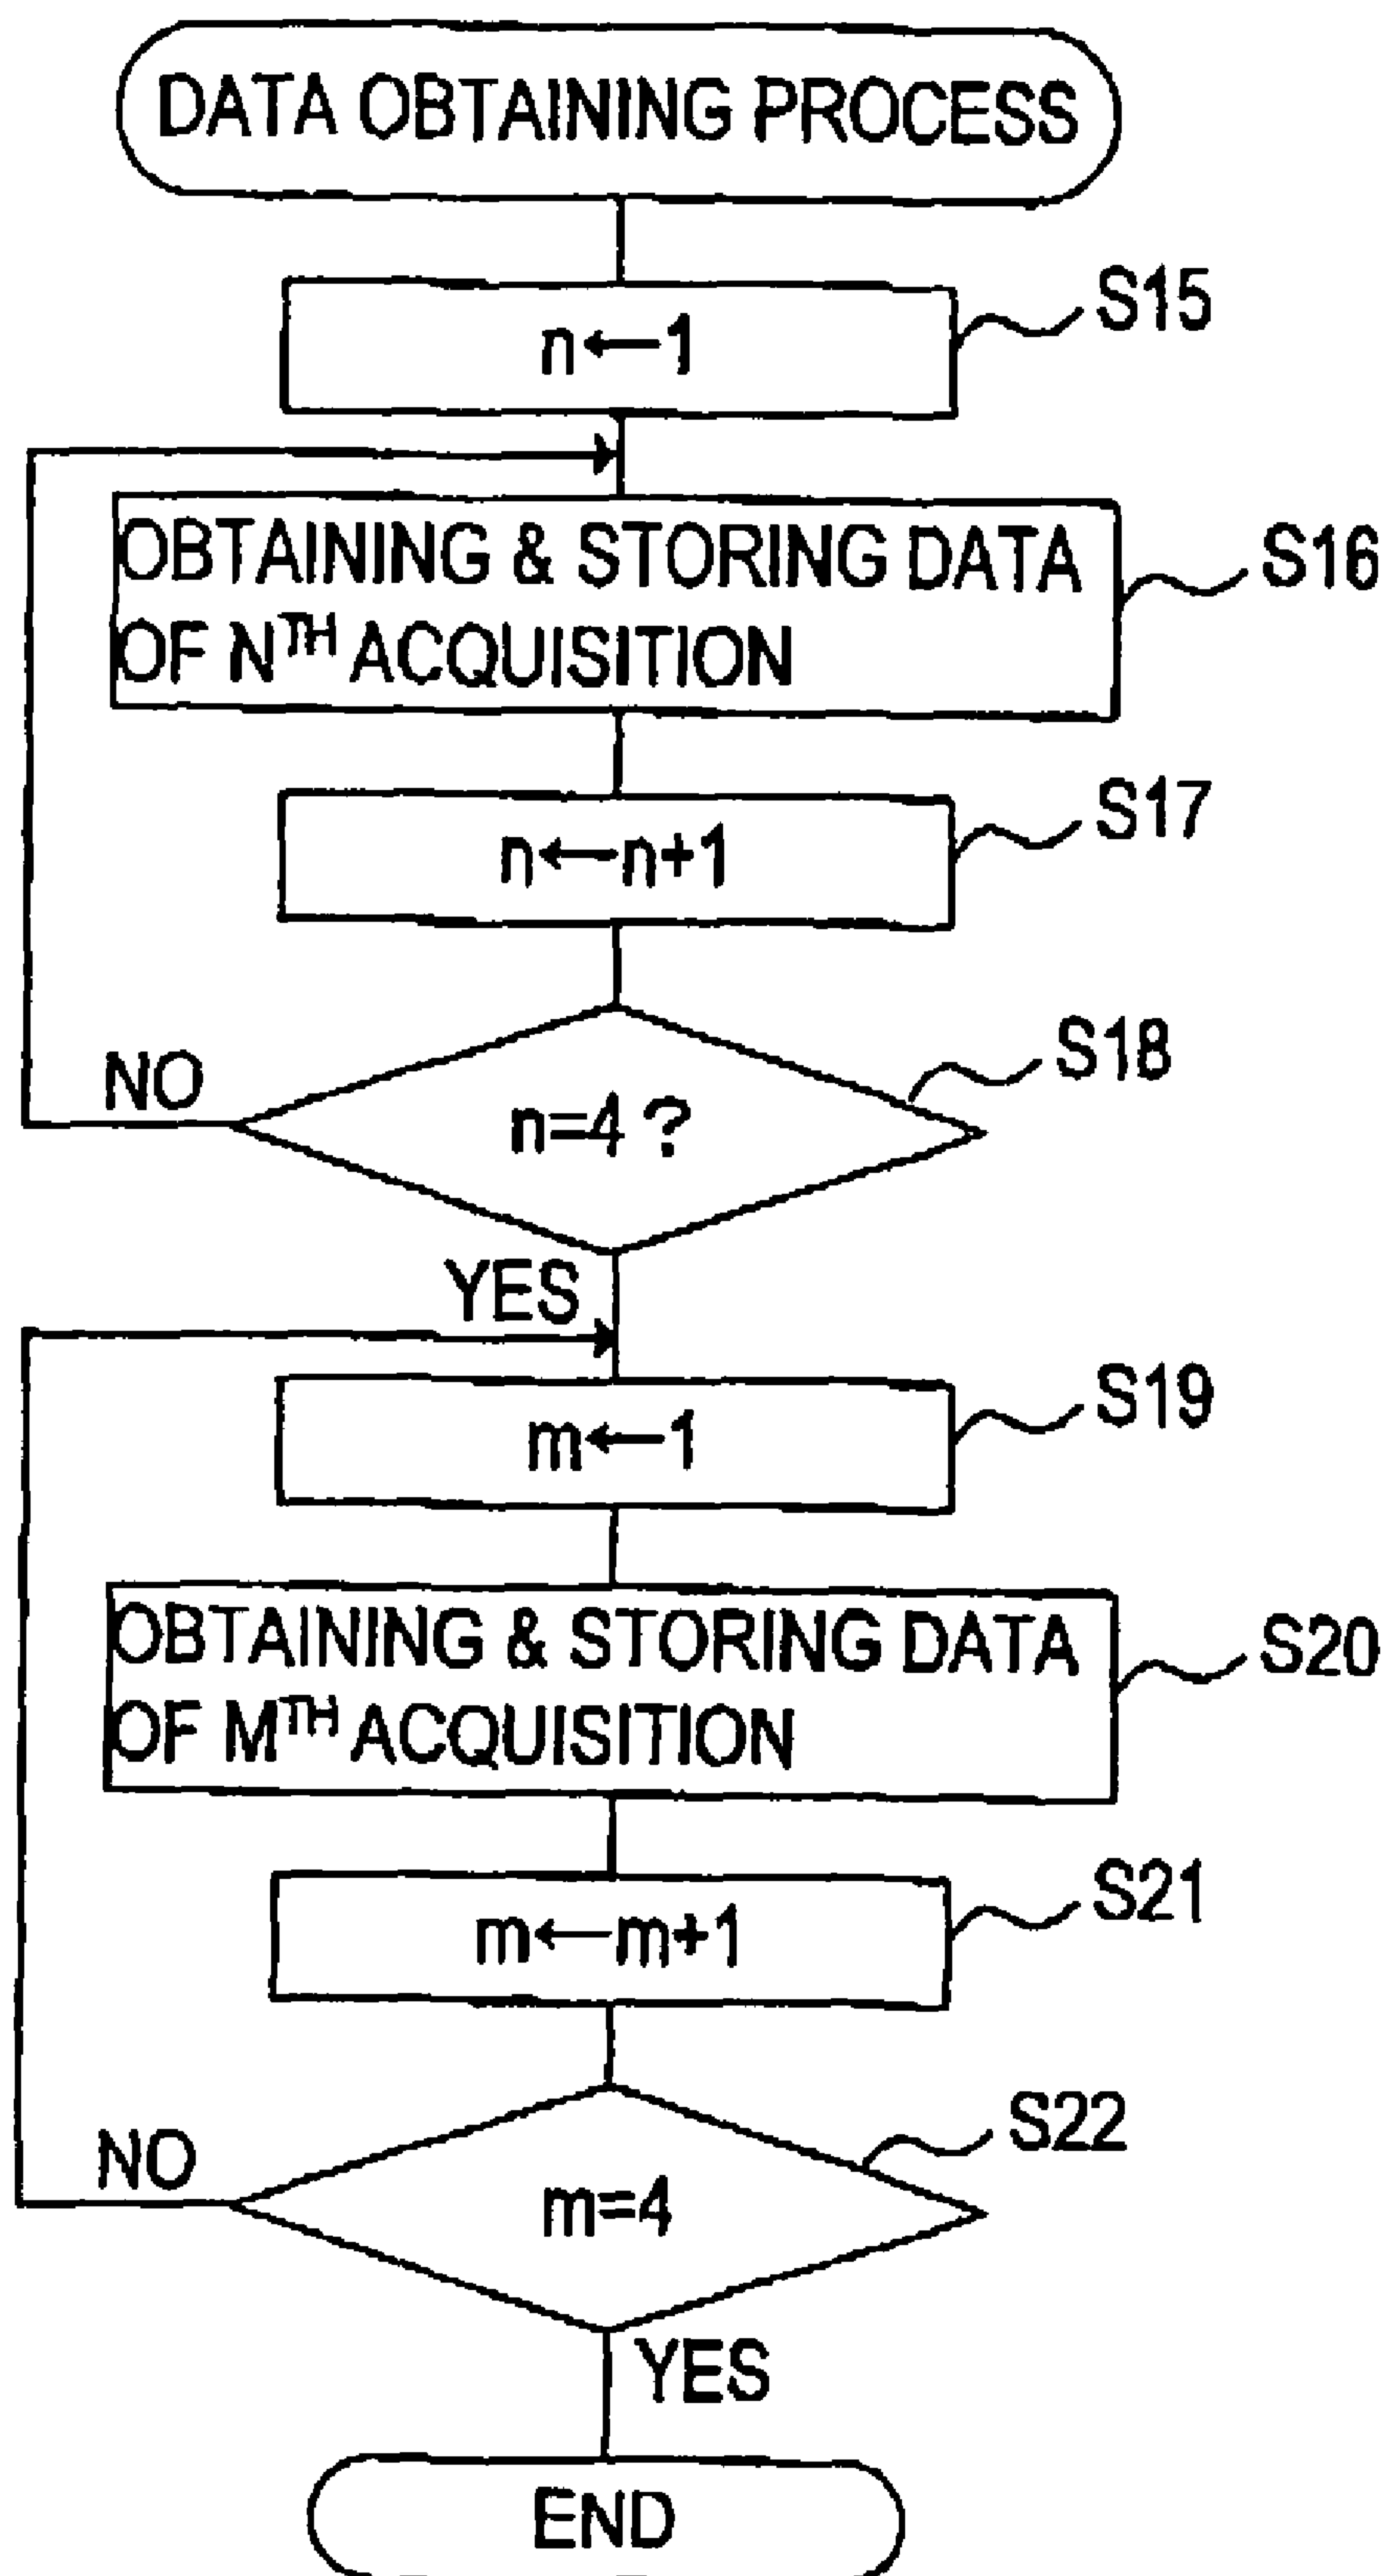 DATA OBTAINING PROCESS
n←1
S15
OBTAINING & STORING DATA
OF NTH ACQUISITION
S16
n←n+1
S17
n=4?
S18
NO
YES
m←1
S19
OBTAINING & STORING DATA
OF MTH ACQUISITION
S20
m←m+1
S21
m=4
S22
NO
YES
END